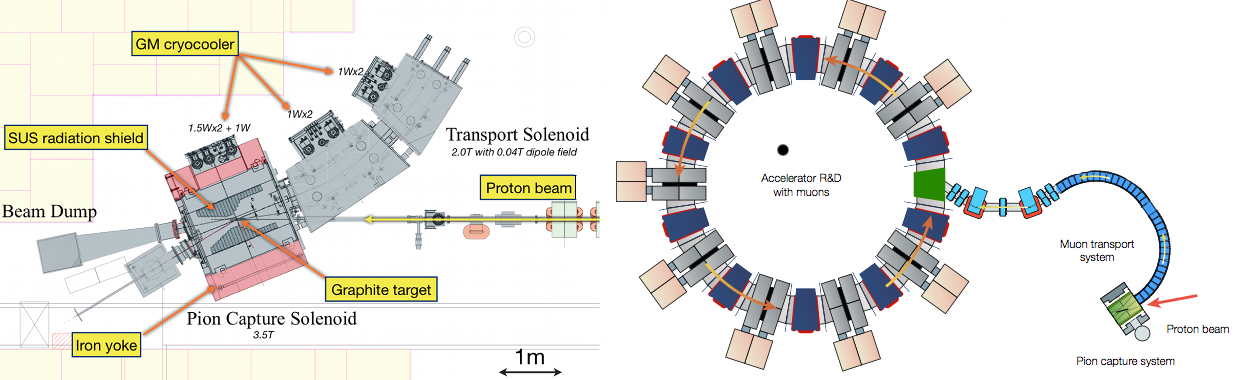 GM cryocooler
1Wx2
1Wx2
1.5Wx2 + 1W
SUS radiation shield
Transport Solenoid
2.0T with 0.04T dipole field
Proton beam
Beam Dump
Graphite target
Pion Capture Solenoid
3.5T
Iron yoke
1m
Accelerator R&D
with muons
Muon transport
system
Proton beam
Pion capture system